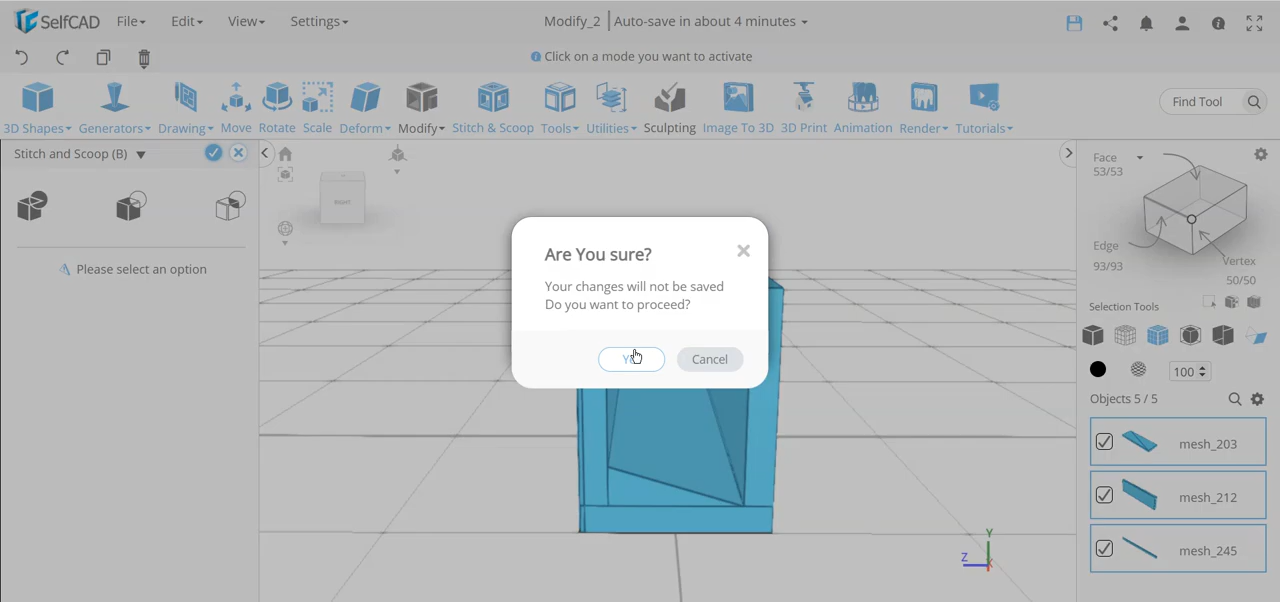 SelfCAD File Edit View Settings Modify_2 Auto-save in about 4 minutes
Click on a mode you want to activate
3D Shapes Generators Drawing Move Rotate Scale Deform Modify Stitch & Scoop Tools Utilities Sculpting Image To 3D 3D Print Animation Render Tutorials Find Tool
Stitch and Scoop (B)
Please select an option
RIGHT
Are You sure?
Your changes will not be saved
Do you want to proceed?
Cancel
Face
53/53
Edge
93/93
Vertex
50/50
Selection Tools
100
Objects 5 / 5
mesh_203
mesh_212
mesh_245
Y
Z